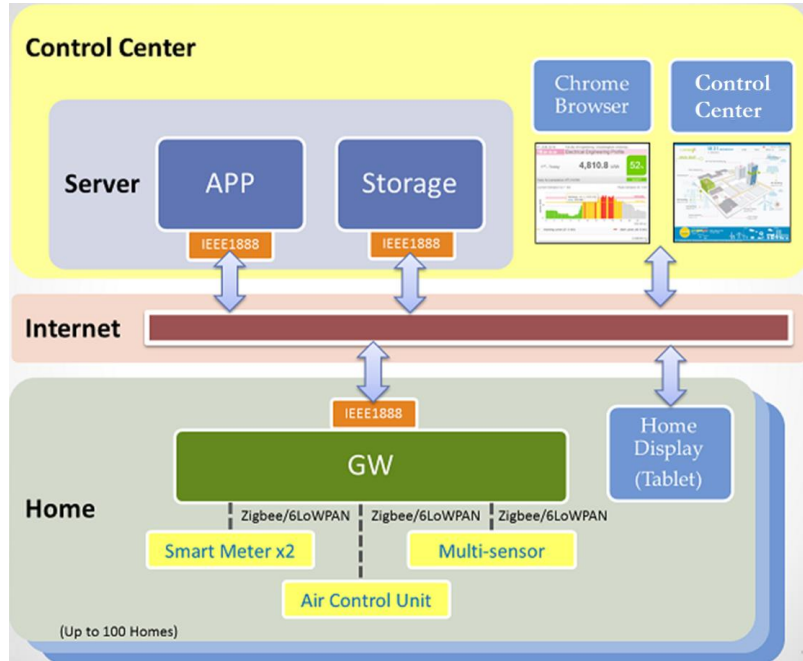 Control Center
Chrome
Browser
Control
Center
4,810.8
52
Server
APP
Storage
IEEE1888
IEEE1888
Internet
IEEE1888
GW
Home
Display
(Tablet)
Home
Zigbee/6LoWPAN
Zigbee/6LoWPAN
Zigbee/6LoWPAN
Smart Meter x2
Multi-sensor
Air Control Unit
(Up to 100 Homes)